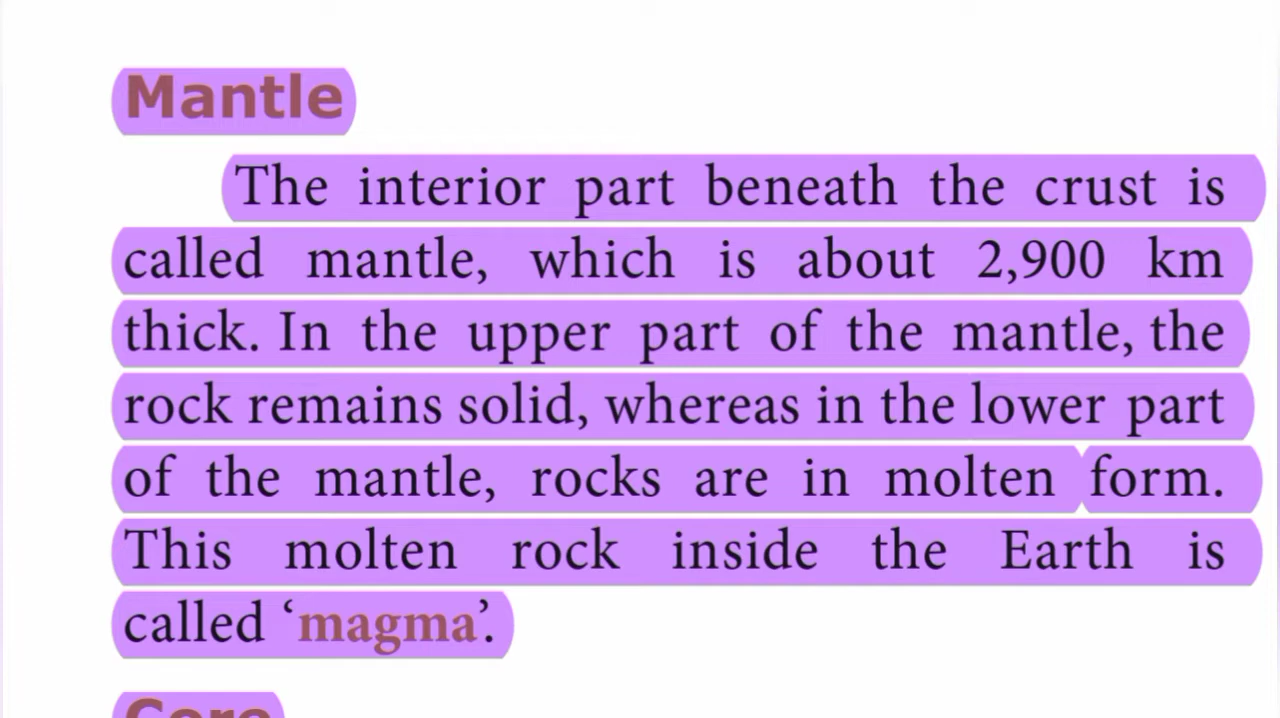 Mantle
The interior part beneath the crust is
called mantle, which is about 2,900 km
thick. In the upper part of the mantle, the
rock remains solid, whereas in the lower part
of the mantle, rocks are in molten form.
This molten rock inside the Earth is
called ‘magma’.
Core